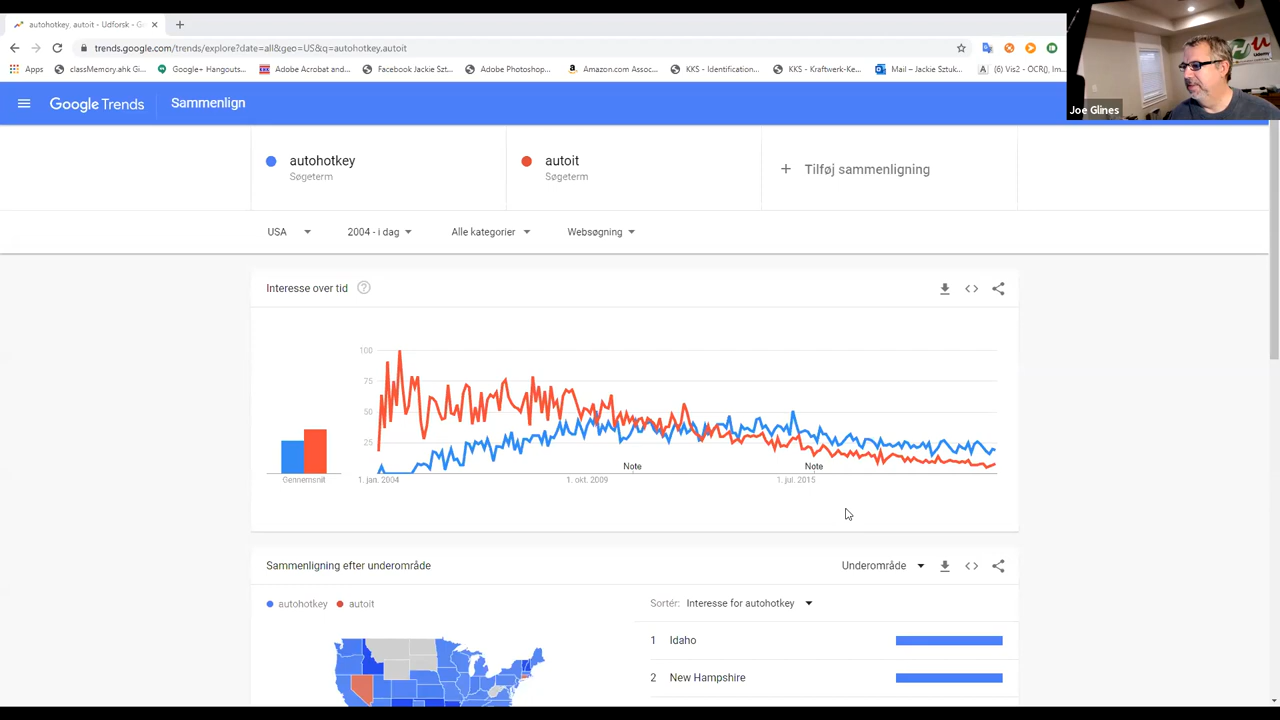 autohotkey, autoit - Udforsk - G
trends.google.com/trends/explore?date=all&geo=US&q=autohotkey,autoit
Apps
classMemory.ahk Gi...
Google+ Hangouts...
Adobe Acrobat and...
Facebook Jackie Szt...
Adobe Photoshop...
Amazon.com Assoc...
KKS - Identification...
KKS - Kraftwerk-Ke...
Mail – Jackie Sztuk...
(6) Vis2 - OCR(), Im...
Joe Glines
Google Trends
Sammenlign
autohotkey
Søgeterm
autoit
Søgeterm
+ Tilføj sammenligning
USA
2004 - i dag
Alle kategorier
Websøgning
Interesse over tid
100
75
50
25
Note
Note
Gennemsnit
1. jan. 2004
1. okt. 2009
1. jul. 2015
Sammenligning efter underområde
Underområde
autohotkey
autoit
Sortér: Interesse for autohotkey
1 Idaho
2 New Hampshire